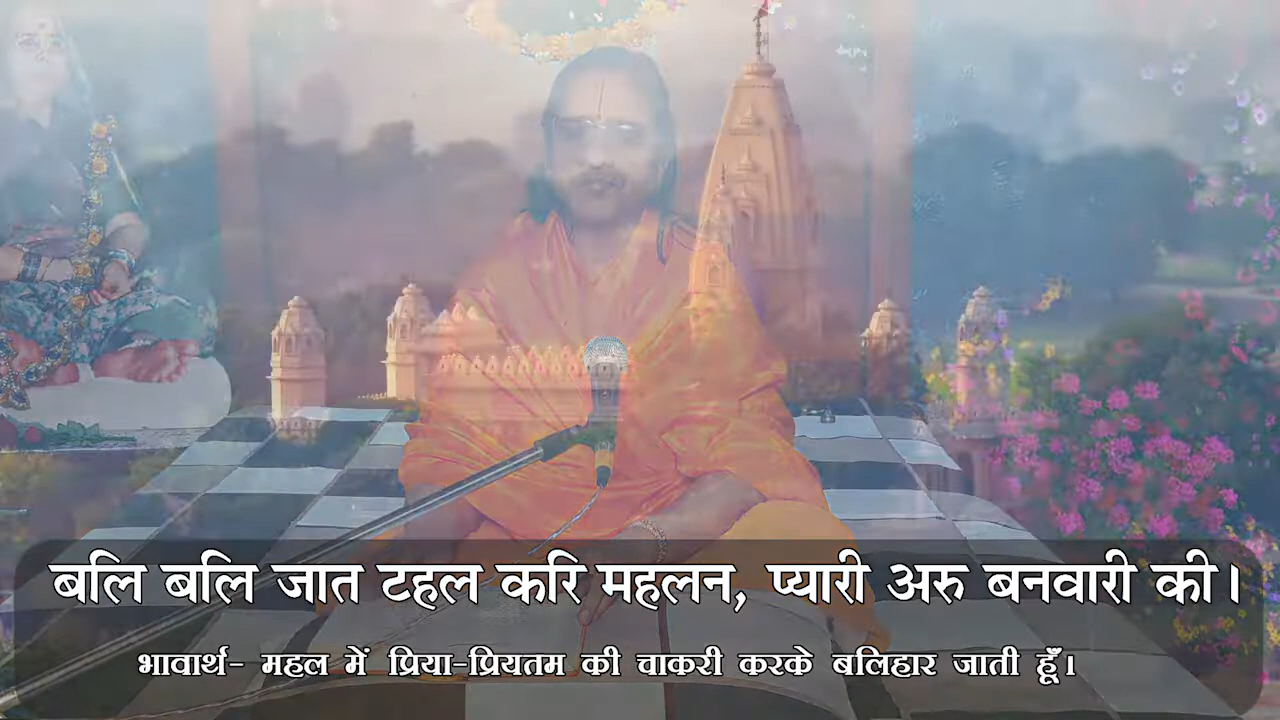 बलि बलि जात टहल करि महलन, प्यारी अरु बनवारी की।
भावार्थ- महल में प्रिया-प्रियतम की चाकरी करके बलिहार जाती हूँ।